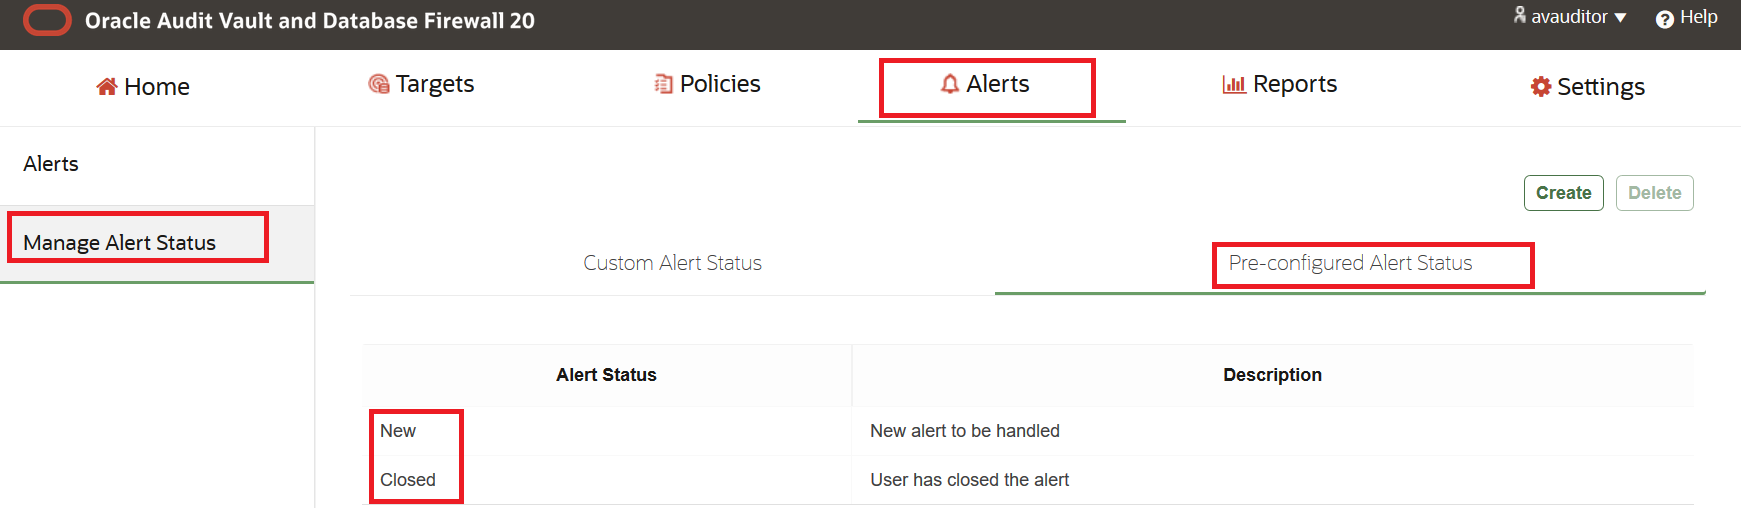 Oracle Audit Vault and Database Firewall 20
avauditor
Help
Home
Targets
Policies
Alerts
Reports
Settings
Alerts
Manage Alert Status
Create
Delete
Custom Alert Status
Pre-configured Alert Status
Alert Status
Description
New
New alert to be handled
Closed
User has closed the alert